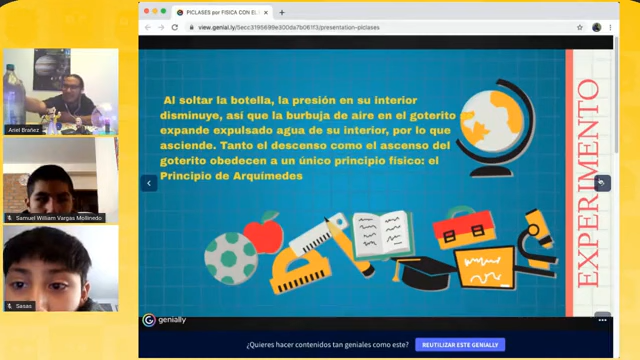 PICLASES por FISICA CON EL
view.genial.ly/5ecc3195698e300da7b061f3/presentation-piclases
Al soltar la botella, la presión en su interior
disminuye, así que la burbuja de aire en el goterito
expande expulsado agua de su interior, por lo que
asciende. Tanto el descenso como el ascenso del
goterito obedecen a un único principio físico: el
Principio de Arquímedes
EXPERIMENTO
Ariel Brañez
Samuel William Vargas Mollinedo
Sasas
genially
¿Quieres hacer contenidos tan geniales como este?
REUTILIZAR ESTE GENIALLY